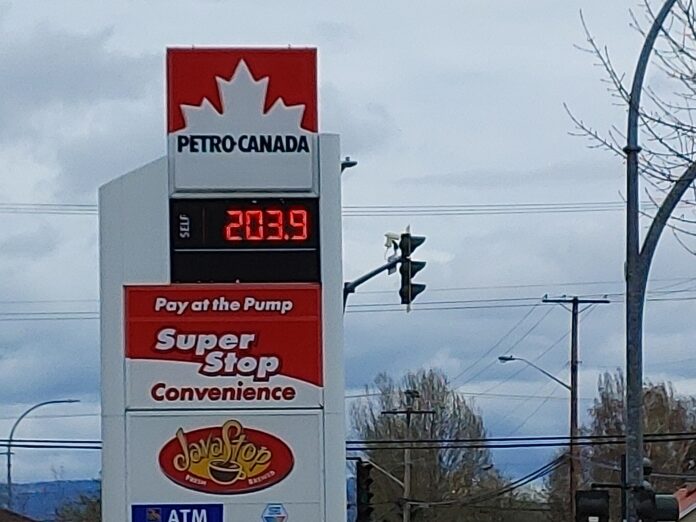 PETRO-CANADA
SELF
203.9
Pay at the Pump
Super
Stop
Convenience
JavaStop
FRESH BREWED
ATM